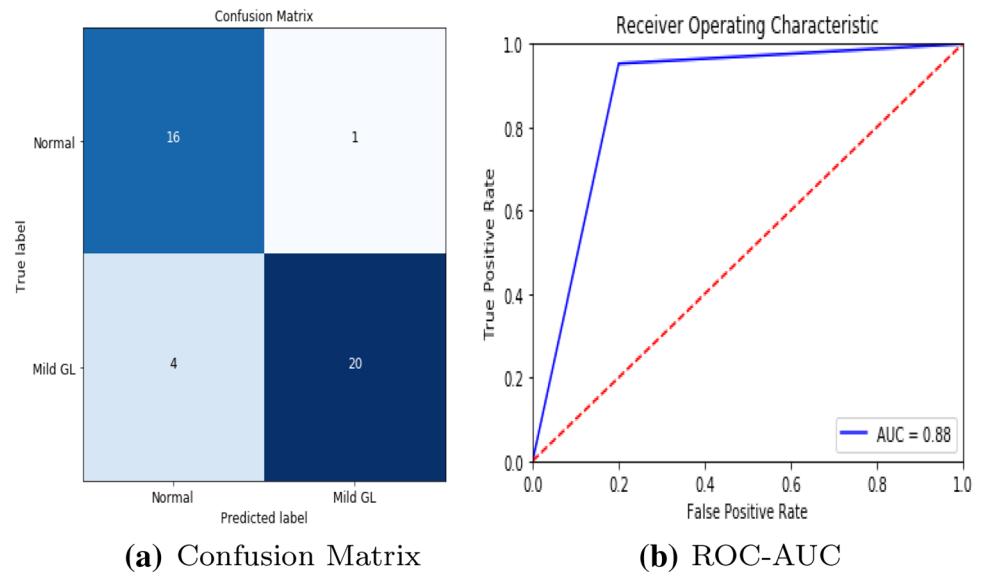 Confusion Matrix
Normal
16
1
Mild GL
4
20
True label
Normal
Mild GL
Predicted label
(a) Confusion Matrix
Receiver Operating Characteristic
1.0
0.8
0.6
0.4
0.2
0.0
True Positive Rate
AUC = 0.88
0.0
0.2
0.4
0.6
0.8
1.0
False Positive Rate
(b) ROC-AUC